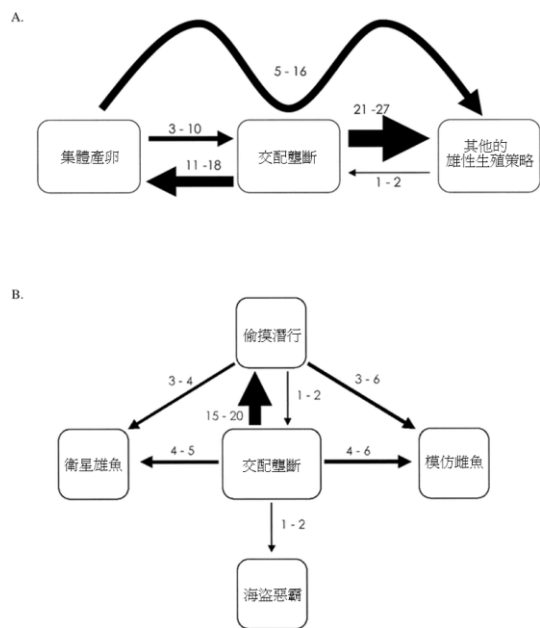 A.
5 - 16
21 -27
3 - 10
集體產卵
交配壟斷
其他的
雄性生殖策略
11 -18
1 - 2
B.
偷摸潛行
3 - 4
3 - 6
1 - 2
15 - 20
衛星雄魚
4 - 5
交配壟斷
4 - 6
模仿雌魚
1 - 2
海盜惡霸